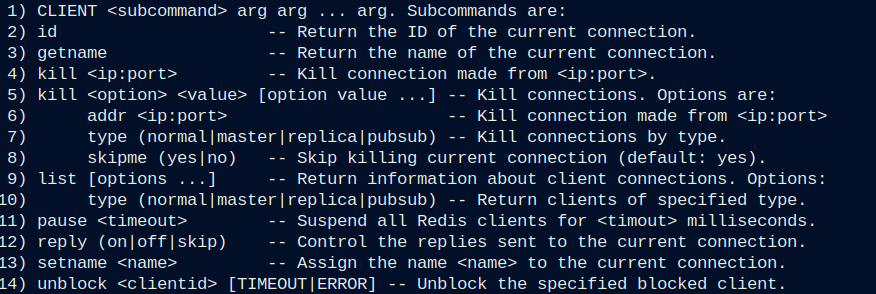 1) CLIENT <subcommand> arg arg ... arg. Subcommands are:
2) id                     -- Return the ID of the current connection.
3) getname                -- Return the name of the current connection.
4) kill <ip:port>         -- Kill connection made from <ip:port>.
5) kill <option> <value> [option value ...] -- Kill connections. Options are:
6)      addr <ip:port>                      -- Kill connection made from <ip:port>
7)      type (normal|master|replica|pubsub) -- Kill connections by type.
8)      skipme (yes|no)   -- Skip killing current connection (default: yes).
9) list [options ...]     -- Return information about client connections. Options:
10)      type (normal|master|replica|pubsub) -- Return clients of specified type.
11) pause <timeout>        -- Suspend all Redis clients for <timout> milliseconds.
12) reply (on|off|skip)    -- Control the replies sent to the current connection.
13) setname <name>         -- Assign the name <name> to the current connection.
14) unblock <clientid> [TIMEOUT|ERROR] -- Unblock the specified blocked client.